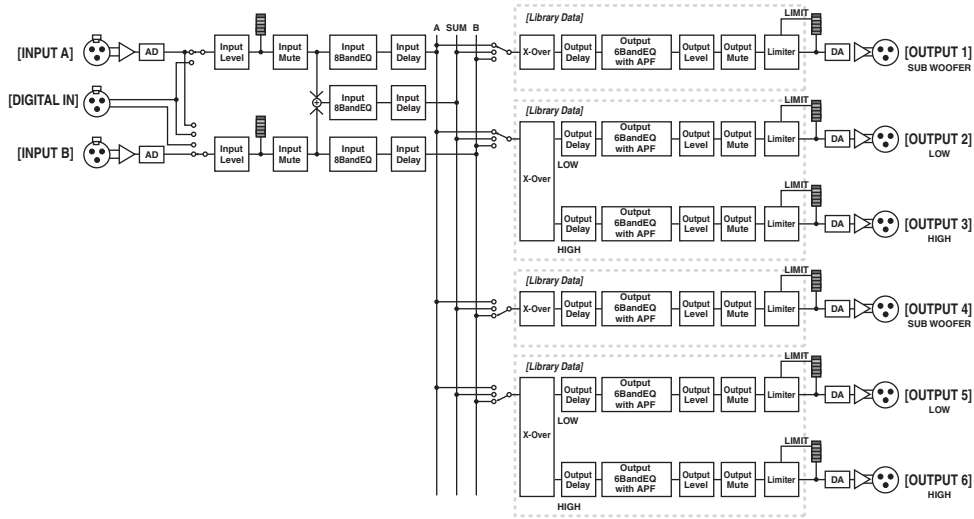 A SUM B
[INPUT A]
AD
Input
Level
Input
Mute
Input
8BandEQ
Input
Delay
[DIGITAL IN]
Input
8BandEQ
Input
Delay
[INPUT B]
AD
Input
Level
Input
Mute
Input
8BandEQ
Input
Delay
[Library Data]
LIMIT
X-Over
Output
Delay
Output
6BandEQ
with APF
Output
Level
Output
Mute
Limiter
DA
[OUTPUT 1]
SUB WOOFER
[Library Data]
LIMIT
X-Over
Output
Delay
LOW
Output
6BandEQ
with APF
Output
Level
Output
Mute
Limiter
DA
[OUTPUT 2]
LOW
LIMIT
Output
Delay
HIGH
Output
6BandEQ
with APF
Output
Level
Output
Mute
Limiter
DA
[OUTPUT 3]
HIGH
[Library Data]
LIMIT
X-Over
Output
Delay
Output
6BandEQ
with APF
Output
Level
Output
Mute
Limiter
DA
[OUTPUT 4]
SUB WOOFER
[Library Data]
LIMIT
X-Over
Output
Delay
LOW
Output
6BandEQ
with APF
Output
Level
Output
Mute
Limiter
DA
[OUTPUT 5]
LOW
LIMIT
Output
Delay
HIGH
Output
6BandEQ
with APF
Output
Level
Output
Mute
Limiter
DA
[OUTPUT 6]
HIGH